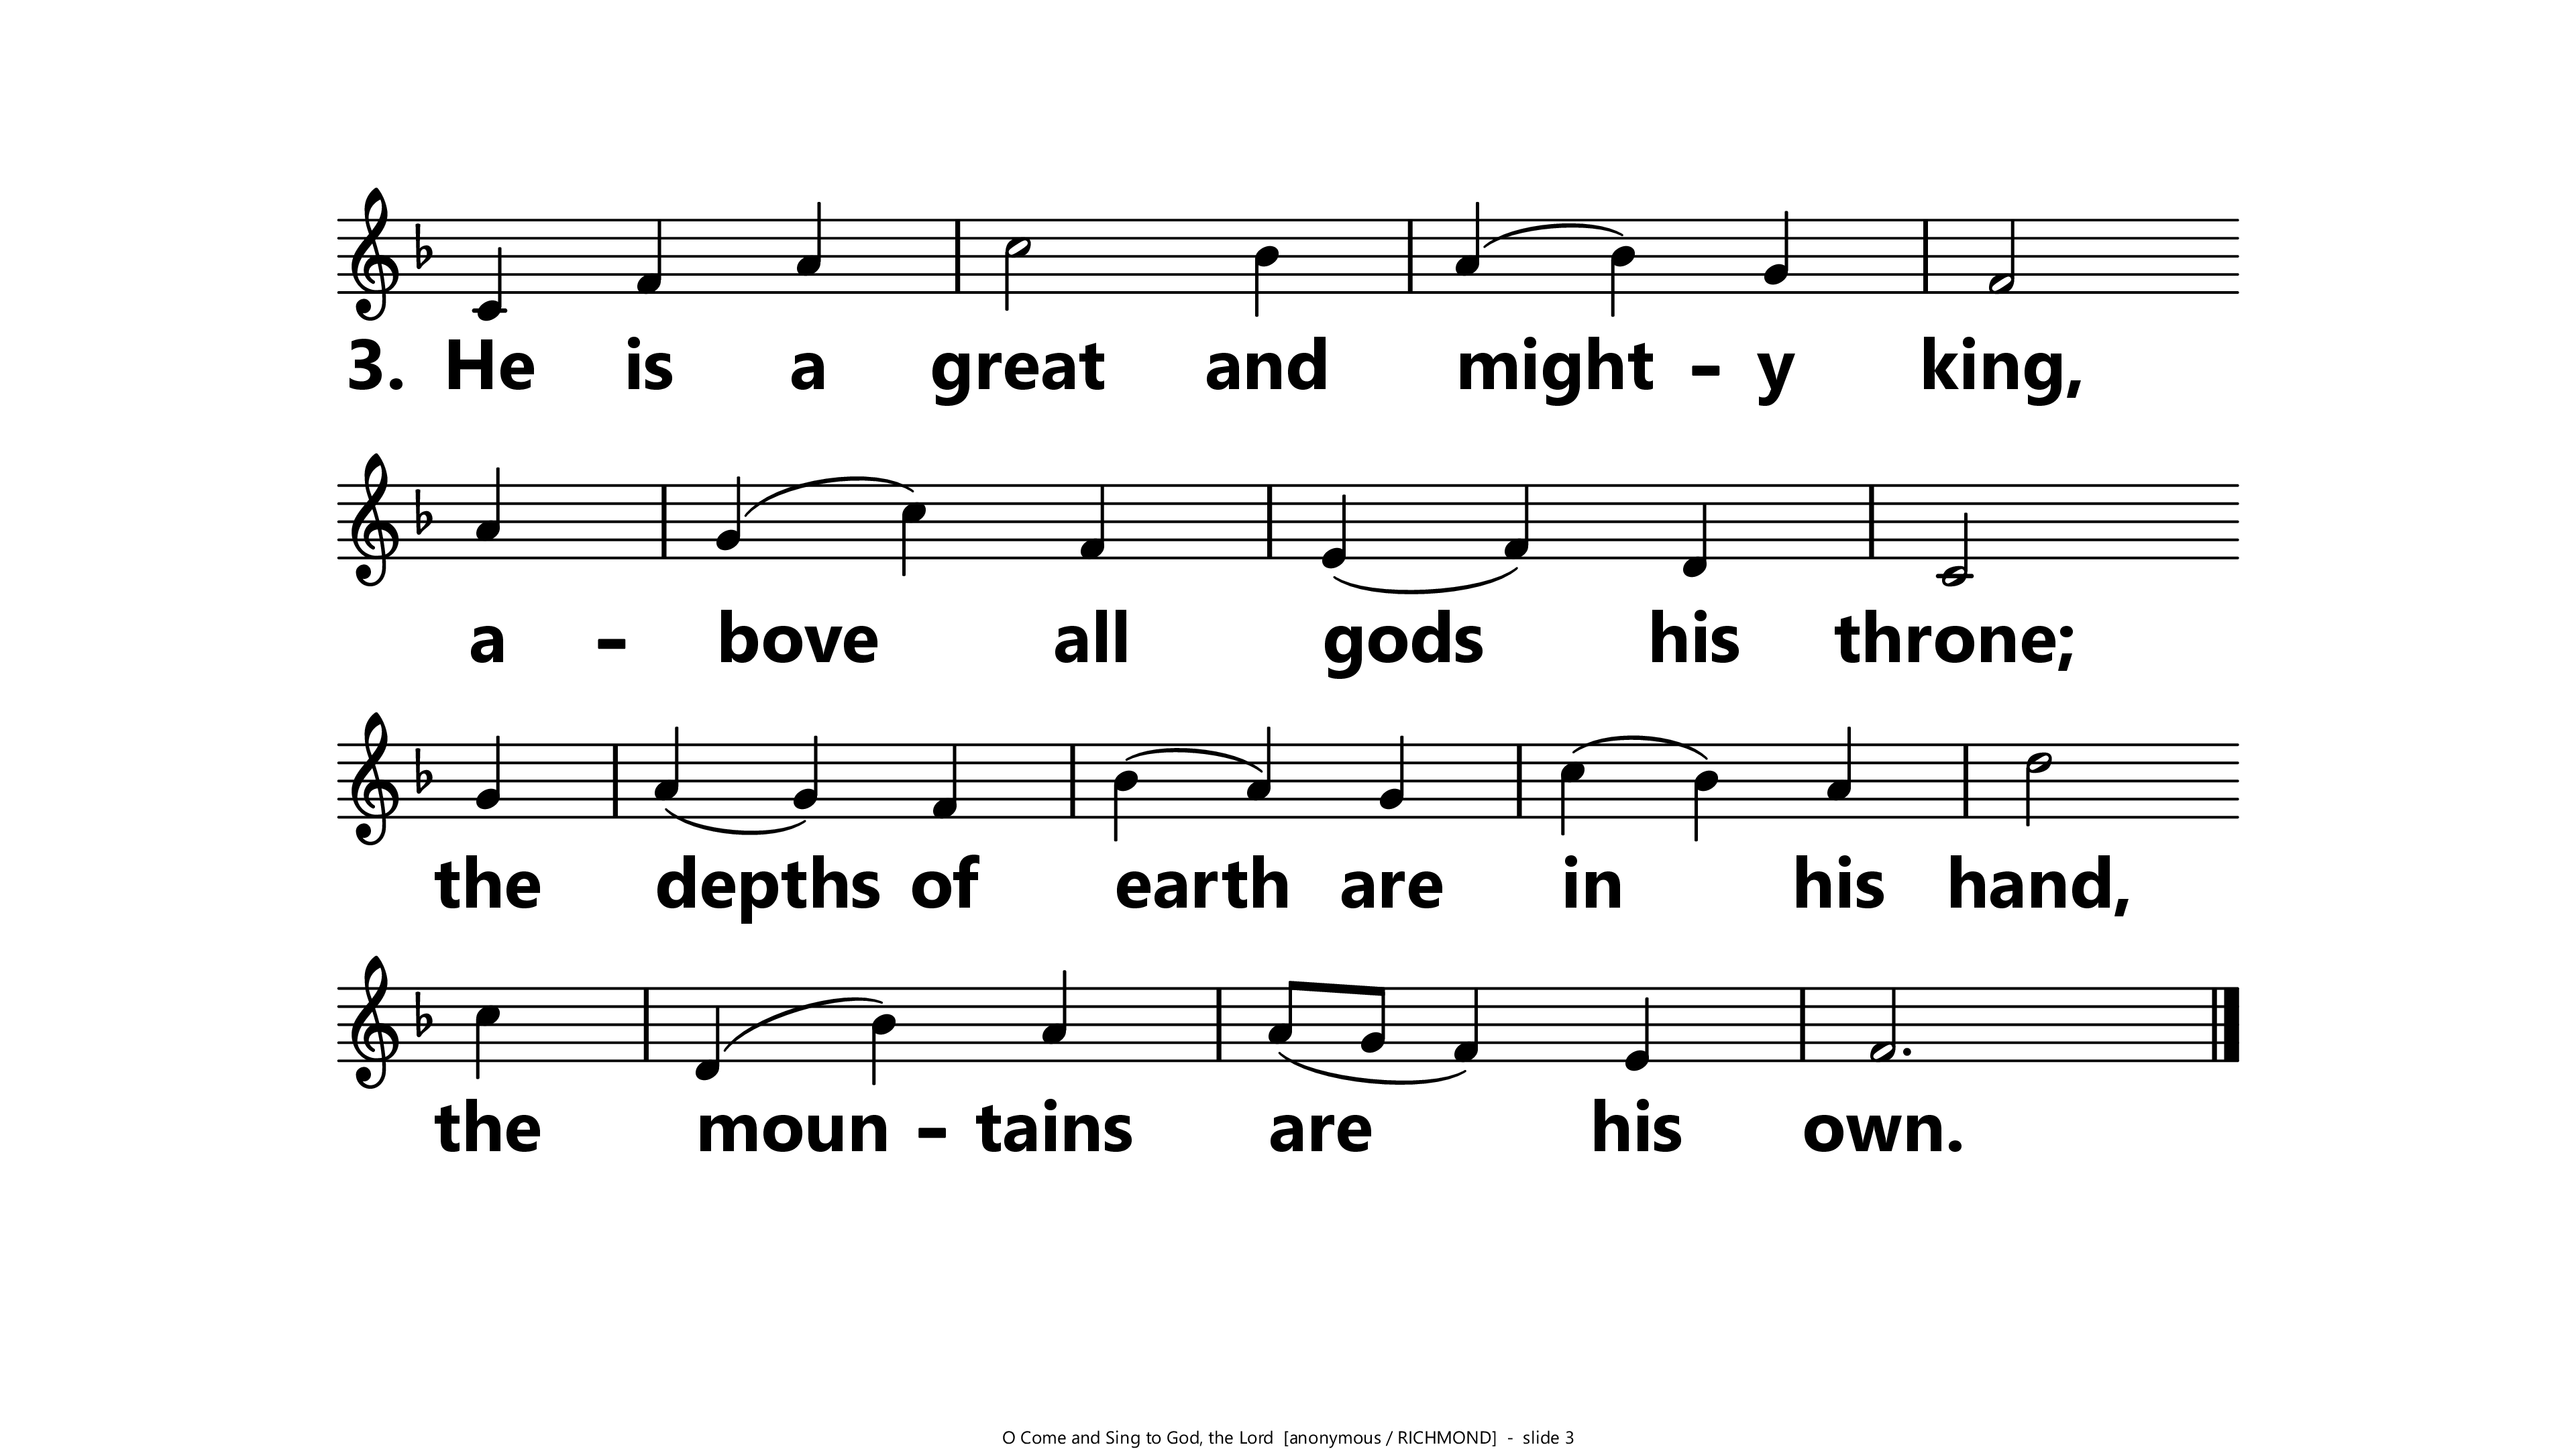 3. He is a great and might - y king,
a - bove all gods his throne;
the depths of earth are in his hand,
the moun - tains are his own.
O Come and Sing to God, the Lord [anonymous / RICHMOND] - slide 3